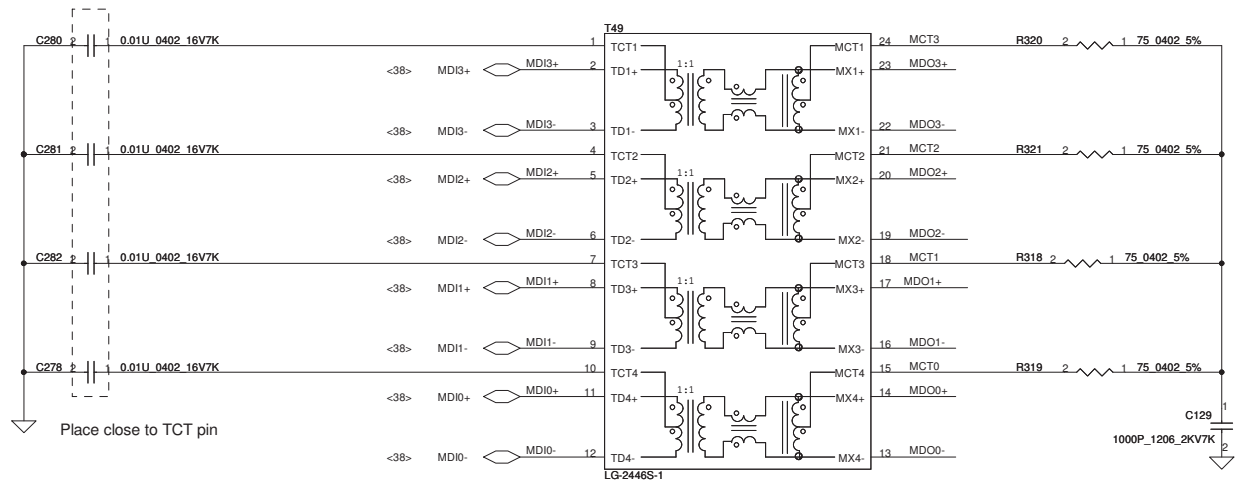 T49
C280 2 1 0.01U_0402_16V7K 1 TCT1 MCT1 24 MCT3 R320 2 1 75_0402_5%
<38> MDI3+ MDI3+ 2 TD1+ 1:1 MX1+ 23 MDO3+
<38> MDI3- MDI3- 3 TD1- MX1- 22 MDO3-
C281 2 1 0.01U_0402_16V7K 4 TCT2 MCT2 21 MCT2 R321 2 1 75_0402_5%
<38> MDI2+ MDI2+ 5 TD2+ 1:1 MX2+ 20 MDO2+
<38> MDI2- MDI2- 6 TD2- MX2- 19 MDO2-
C282 2 1 0.01U_0402_16V7K 7 TCT3 MCT3 18 MCT1 R318 2 1 75_0402_5%
<38> MDI1+ MDI1+ 8 TD3+ 1:1 MX3+ 17 MDO1+
<38> MDI1- MDI1- 9 TD3- MX3- 16 MDO1-
C278 2 1 0.01U_0402_16V7K 10 TCT4 MCT4 15 MCT0 R319 2 1 75_0402_5%
<38> MDI0+ MDI0+ 11 TD4+ 1:1 MX4+ 14 MDO0+
1
C129
Place close to TCT pin
1000P_1206_2KV7K
2
<38> MDI0- MDI0- 12 TD4- MX4- 13 MDO0-
LG-2446S-1